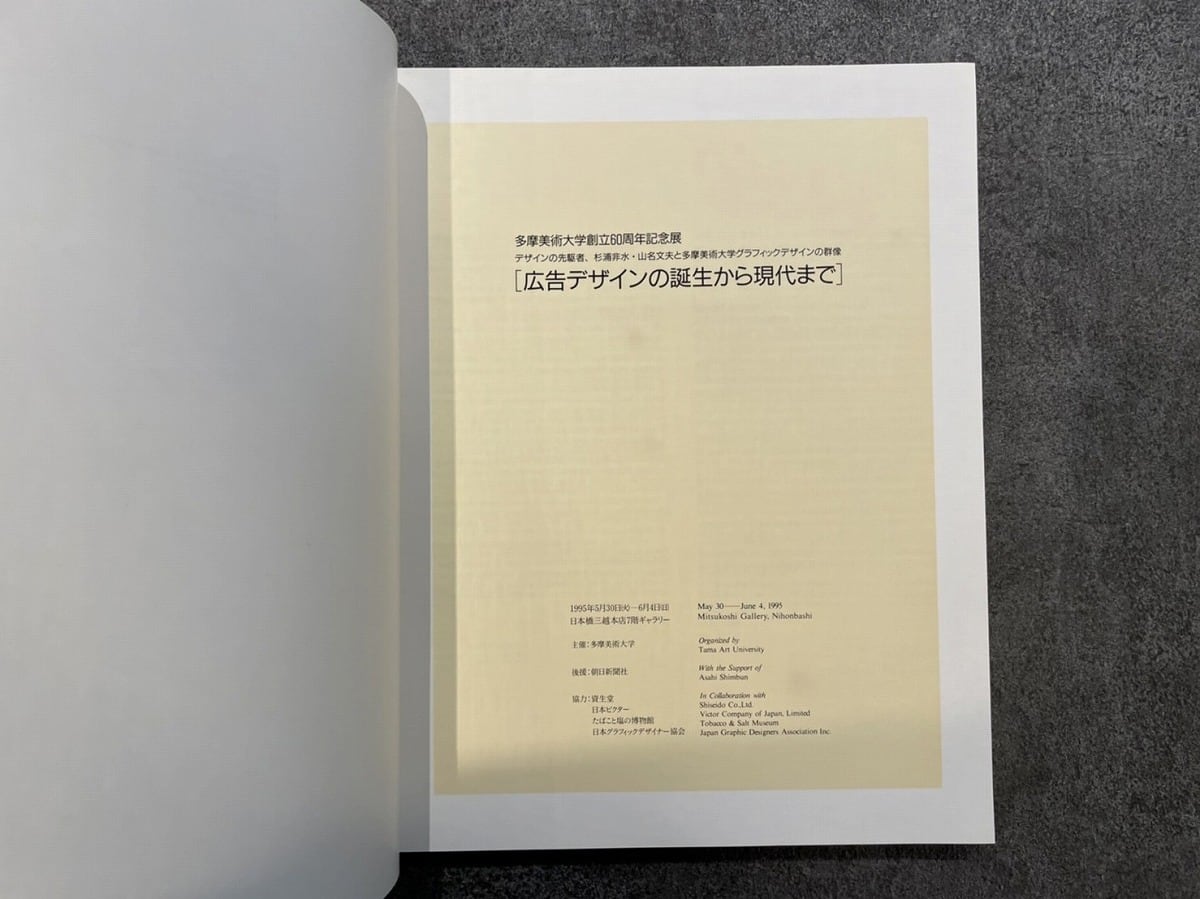 多摩美術大学創立60周年記念展
デザインの先駆者、杉浦非水・山名文夫と多摩美術大学グラフィックデザインの群像
［広告デザインの誕生から現代まで］
1995年5月30日(火)―6月4日(日)
日本橋三越本店7階ギャラリー
主催：多摩美術大学
後援：朝日新聞社
協力：資生堂
日本ビクター
たばこと塩の博物館
日本グラフィックデザイナー協会
May 30——June 4, 1995
Mitsukoshi Gallery, Nihonbashi
Organized by
Tama Art University
With the Support of
Asahi Shimbun
In Collaboration with
Shiseido Co.,Ltd.
Victor Company of Japan, Limited
Tobacco & Salt Museum
Japan Graphic Designers Association Inc.